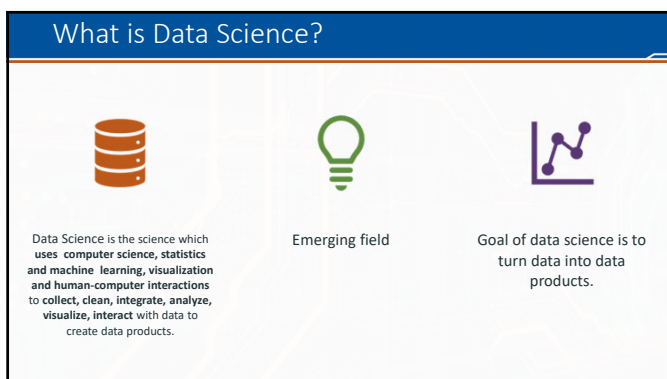 What is Data Science?
Data Science is the science which
uses computer science, statistics
and machine learning, visualization
and human-computer interactions
to collect, clean, integrate, analyze,
visualize, interact with data to
create data products.
Emerging field
Goal of data science is to
turn data into data
products.